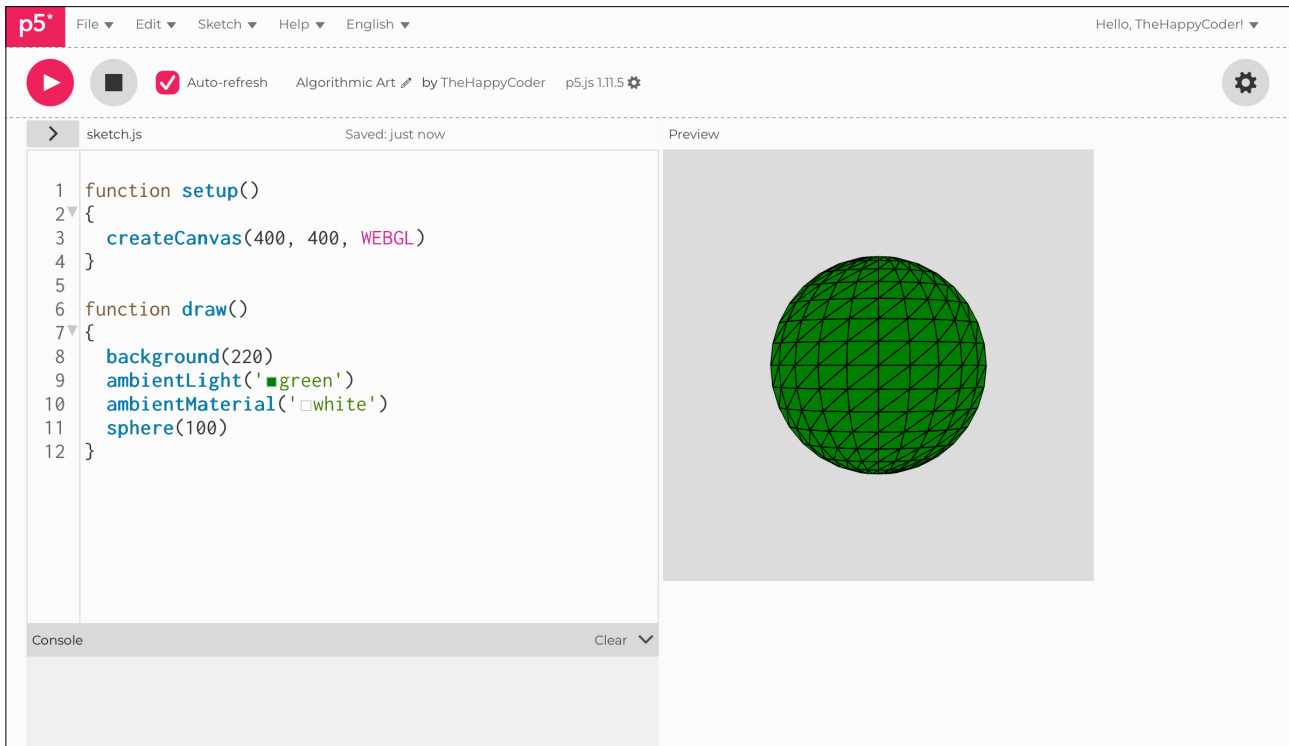 p5* File Edit Sketch Help English Hello, TheHappyCoder!
Auto-refresh Algorithmic Art by TheHappyCoder p5.js 1.11.5
sketch.js Saved: just now Preview
1 function setup()
2 {
3 createCanvas(400, 400, WEBGL)
4 }
5
6 function draw()
7 {
8 background(220)
9 ambientLight('green')
10 ambientMaterial('white')
11 sphere(100)
12 }
Console Clear